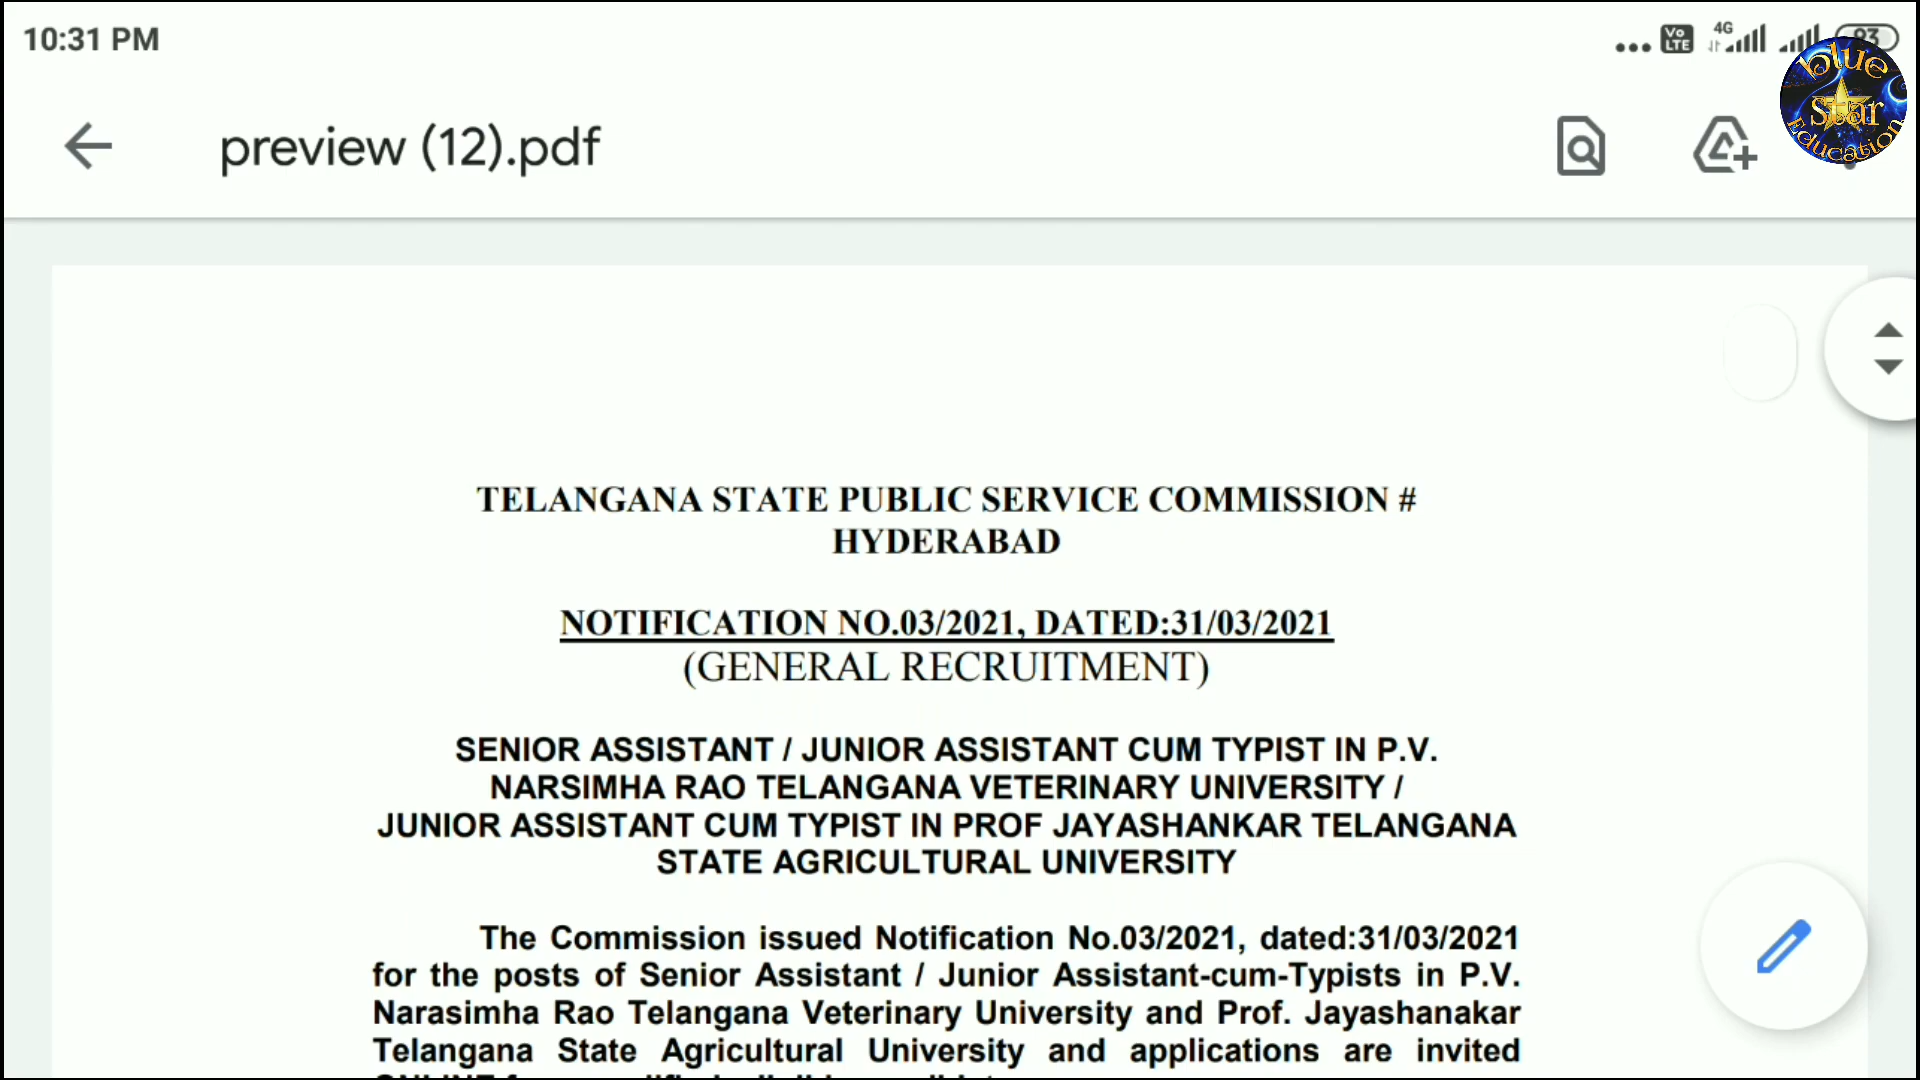 10:31 PM
Vo LTE 4G 93
blue Star Education
preview (12).pdf
TELANGANA STATE PUBLIC SERVICE COMMISSION #
HYDERABAD
NOTIFICATION NO.03/2021, DATED:31/03/2021
(GENERAL RECRUITMENT)
SENIOR ASSISTANT / JUNIOR ASSISTANT CUM TYPIST IN P.V.
NARSIMHA RAO TELANGANA VETERINARY UNIVERSITY /
JUNIOR ASSISTANT CUM TYPIST IN PROF JAYASHANKAR TELANGANA
STATE AGRICULTURAL UNIVERSITY
The Commission issued Notification No.03/2021, dated:31/03/2021
for the posts of Senior Assistant / Junior Assistant-cum-Typists in P.V.
Narasimha Rao Telangana Veterinary University and Prof. Jayashanakar
Telangana State Agricultural University and applications are invited